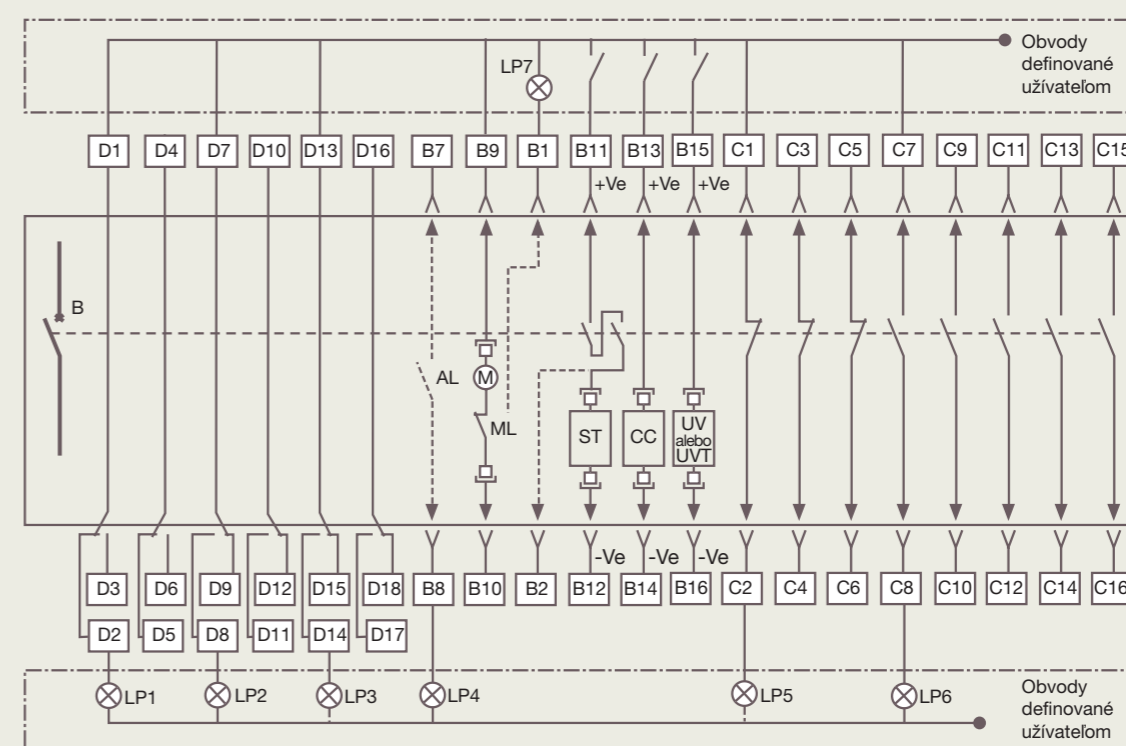 LP7
Obvody
definované
užívateľom
D1 D4 D7 D10 D13 D16 B7 B9 B1 B11 B13 B15 C1 C3 C5 C7 C9 C11 C13 C15
+Ve +Ve +Ve
B
AL M
ML
ST CC UV
alebo
UVT
-Ve -Ve -Ve
D3 D6 D9 D12 D15 D18 B8 B10 B2 B12 B14 B16 C2 C4 C6 C8 C10 C12 C14 C16
D2 D5 D8 D11 D14 D17
LP1 LP2 LP3 LP4 LP5 LP6
Obvody
definované
užívateľom